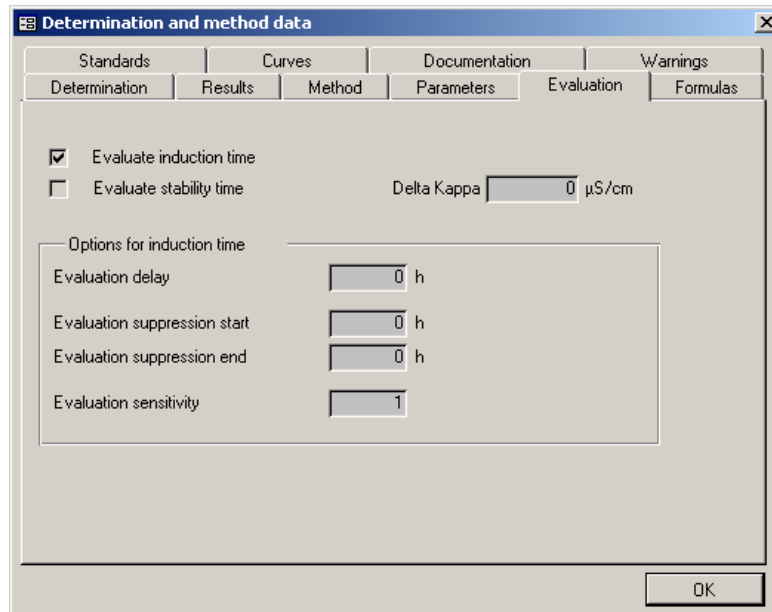 Determination and method data
Standards Curves Documentation Warnings
Determination Results Method Parameters Evaluation Formulas
Evaluate induction time
Evaluate stability time Delta Kappa 0 µS/cm
Options for induction time
Evaluation delay 0 h
Evaluation suppression start 0 h
Evaluation suppression end 0 h
Evaluation sensitivity 1
OK